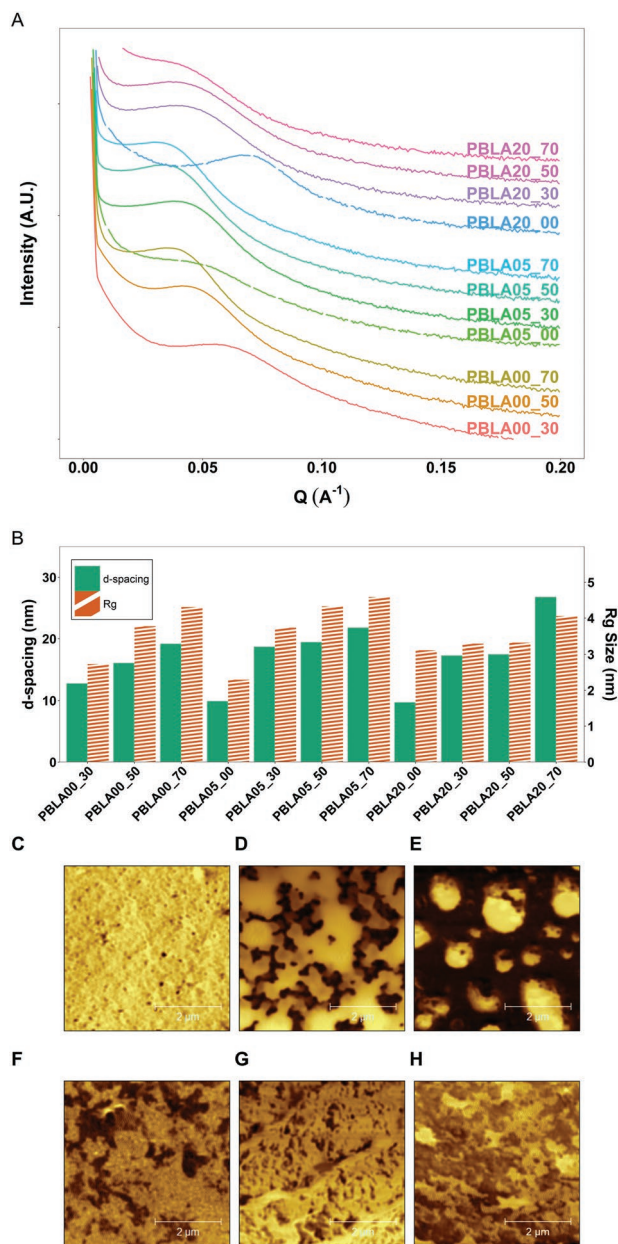 A
Intensity (A.U.)
PBLA20_70
PBLA20_50
PBLA20_30
PBLA20_00
PBLA05_70
PBLA05_50
PBLA05_30
PBLA05_00
PBLA00_70
PBLA00_50
PBLA00_30
0.00 0.05 0.10 0.15 0.20
Q (A⁻¹)
B
d-spacing
Rg
30
20
10
0
d-spacing (nm)
5
4
3
2
1
0
Rg Size (nm)
PBLA00_30 PBLA00_50 PBLA00_70 PBLA05_00 PBLA05_30 PBLA05_50 PBLA05_70 PBLA20_00 PBLA20_30 PBLA20_50 PBLA20_70
C D E
2 µm 2 µm 2 µm
F G H
2 µm 2 µm 2 µm